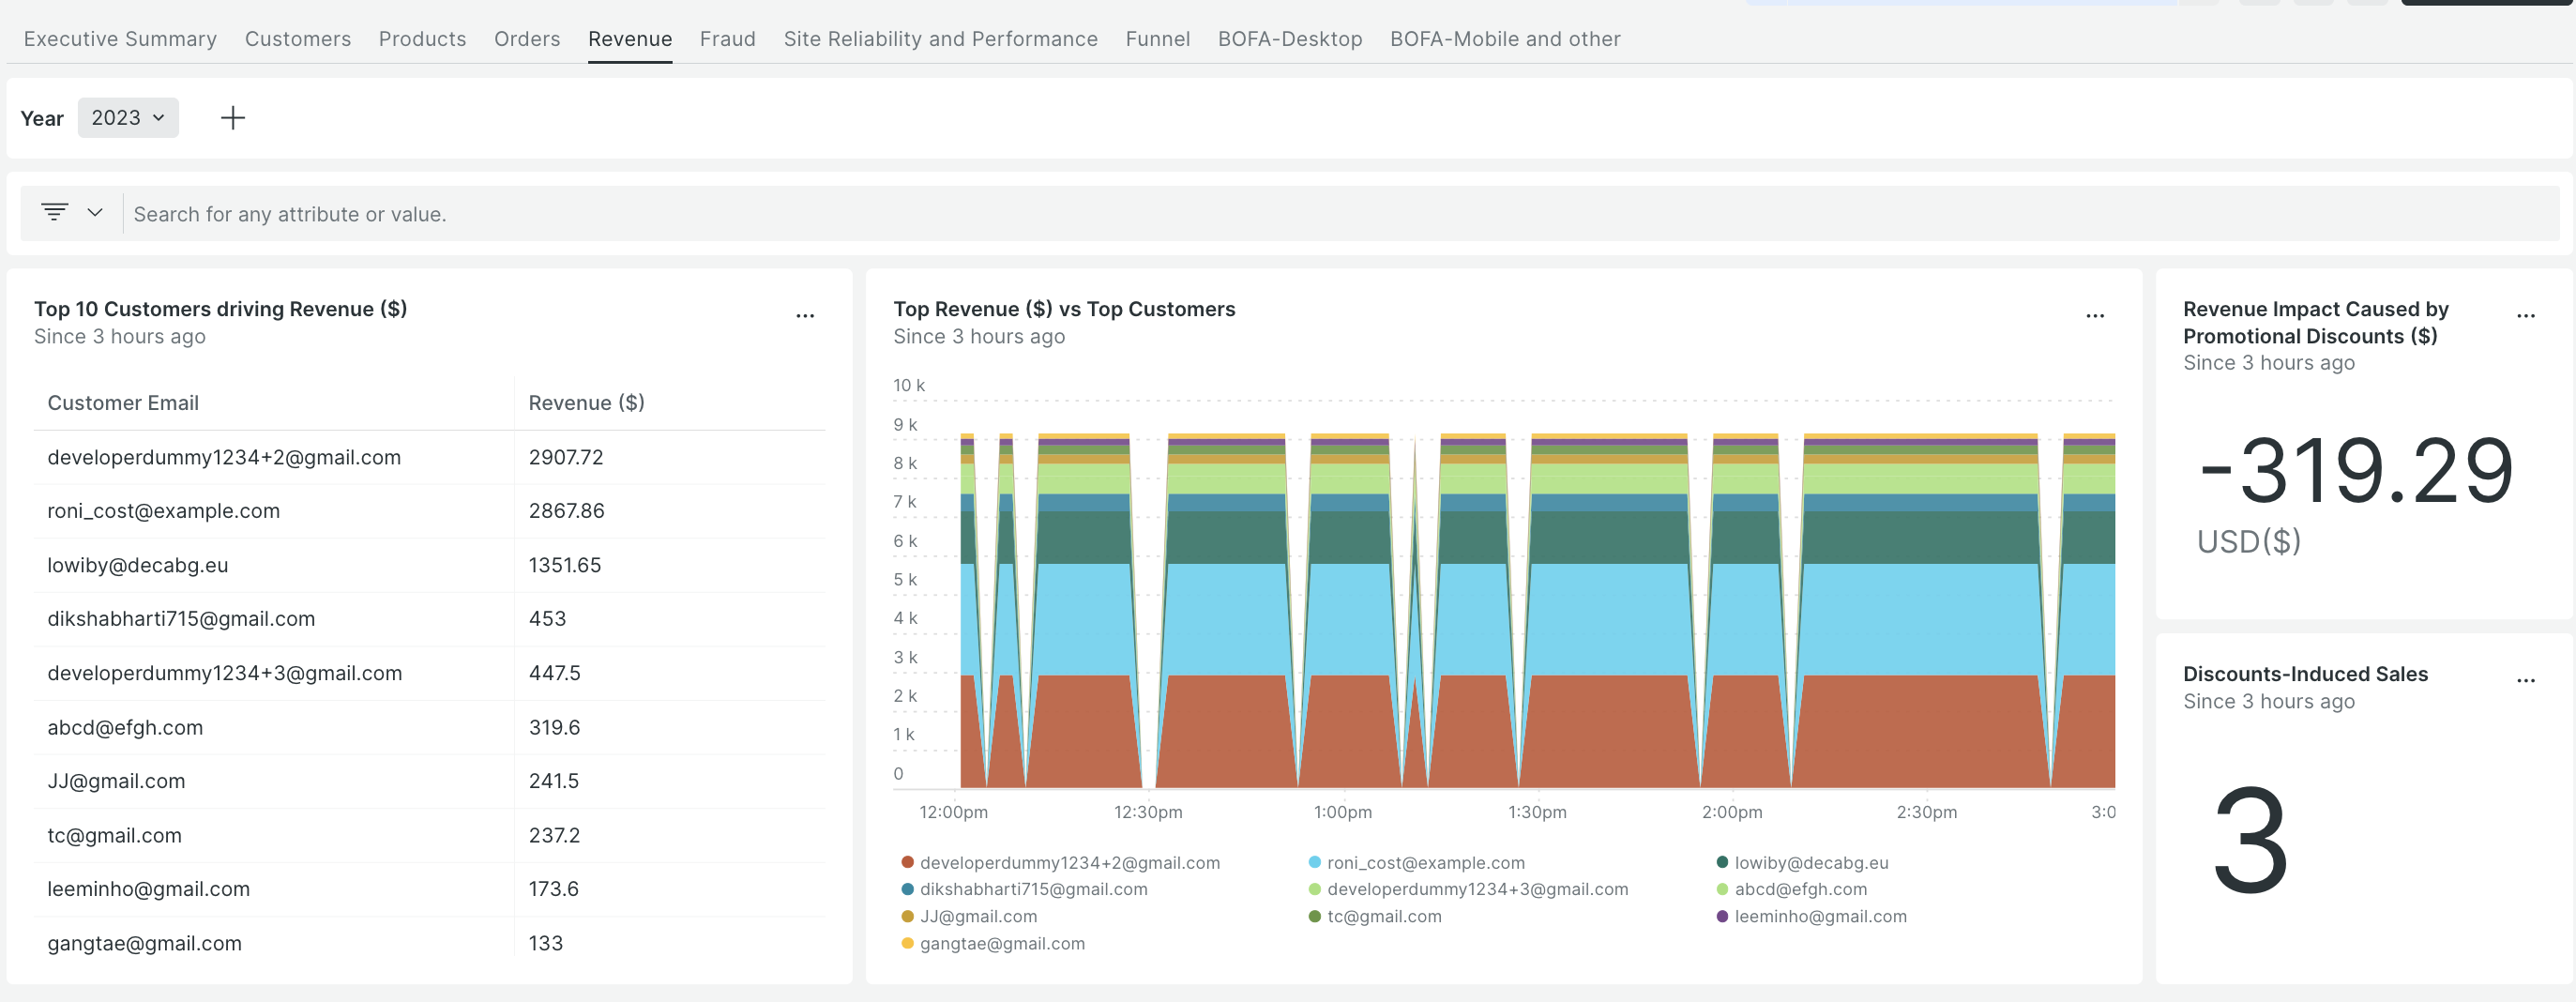 Executive Summary Customers Products Orders Revenue Fraud Site Reliability and Performance Funnel BOFA-Desktop BOFA-Mobile and other
Year 2023
Search for any attribute or value.
Top 10 Customers driving Revenue ($)
Since 3 hours ago
Customer Email Revenue ($)
developerdummy1234+2@gmail.com 2907.72
roni_cost@example.com 2867.86
lowiby@decabg.eu 1351.65
dikshabharti715@gmail.com 453
developerdummy1234+3@gmail.com 447.5
abcd@efgh.com 319.6
JJ@gmail.com 241.5
tc@gmail.com 237.2
leeminho@gmail.com 173.6
gangtae@gmail.com 133
Top Revenue ($) vs Top Customers
Since 3 hours ago
10 k
9 k
8 k
7 k
6 k
5 k
4 k
3 k
2 k
1 k
0
12:00pm 12:30pm 1:00pm 1:30pm 2:00pm 2:30pm 3:0
developerdummy1234+2@gmail.com roni_cost@example.com lowiby@decabg.eu
dikshabharti715@gmail.com developerdummy1234+3@gmail.com abcd@efgh.com
JJ@gmail.com tc@gmail.com leeminho@gmail.com
gangtae@gmail.com
Revenue Impact Caused by
Promotional Discounts ($)
Since 3 hours ago
-319.29
USD($)
Discounts-Induced Sales
Since 3 hours ago
3